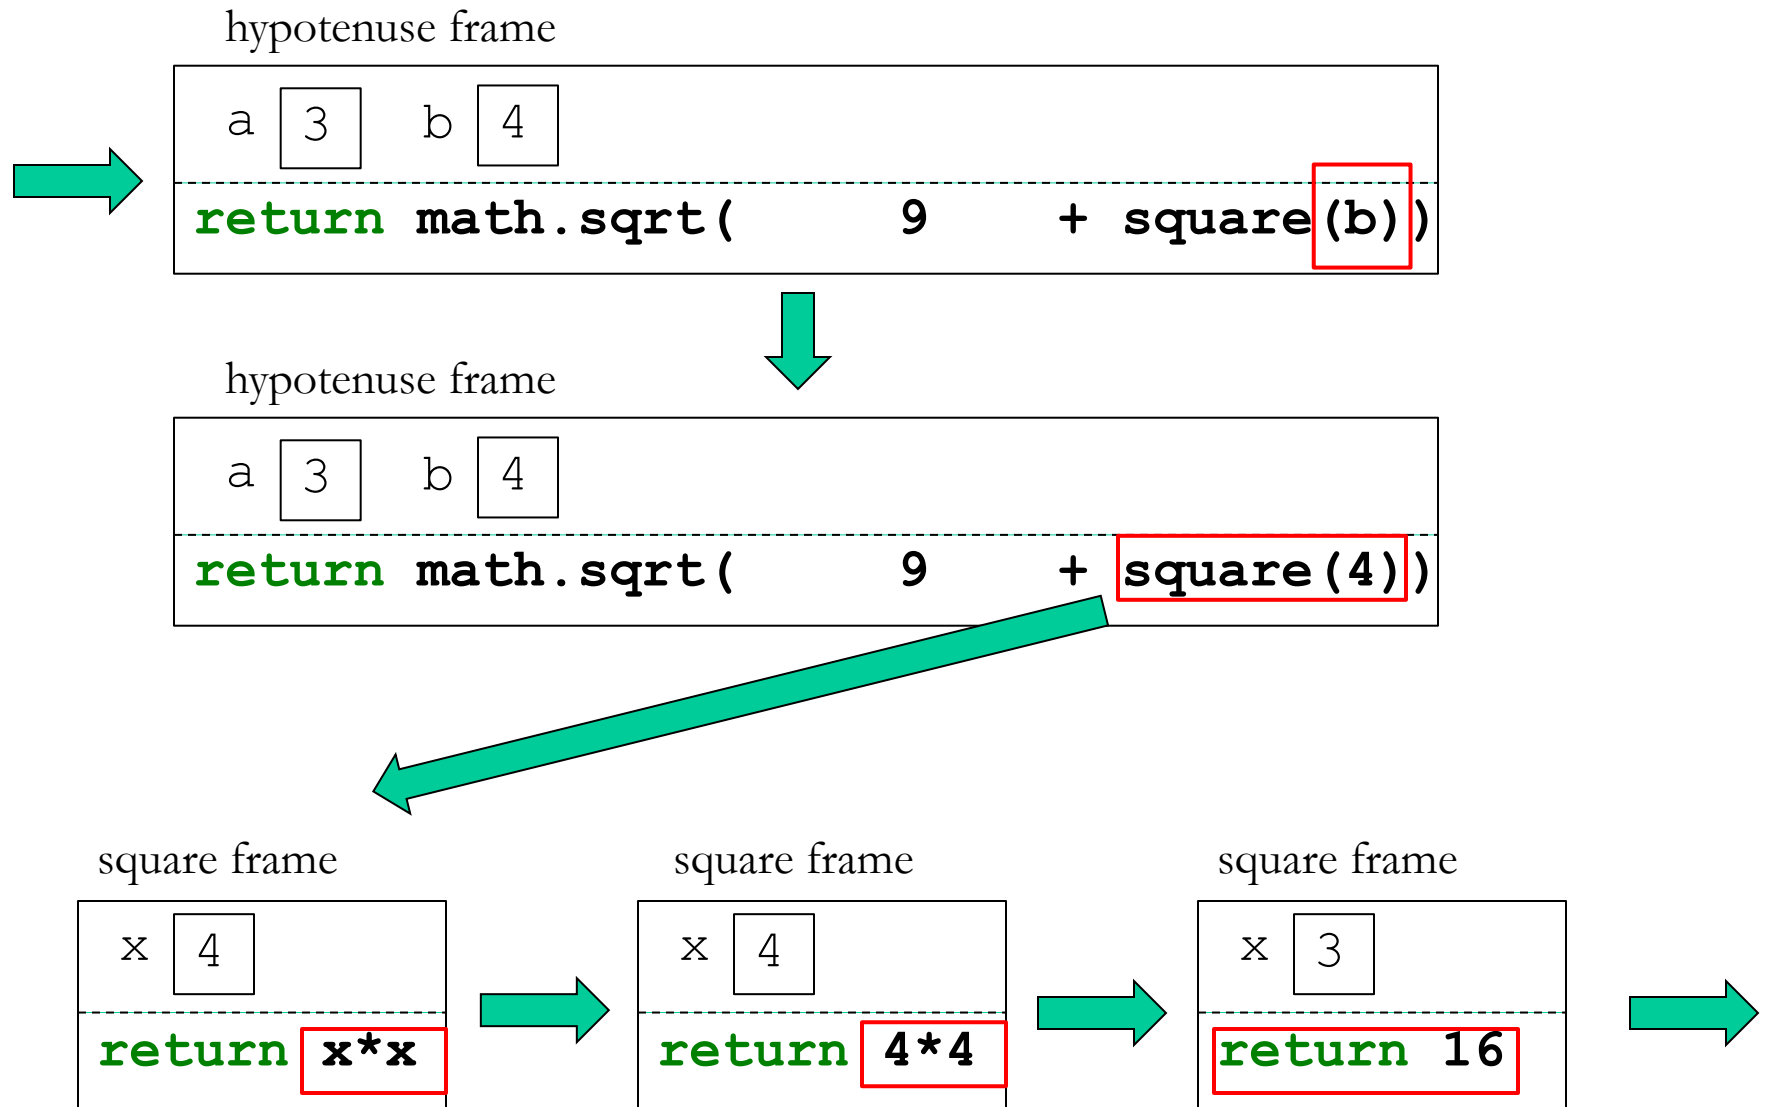 hypotenuse frame
a 3 b 4
return math.sqrt( 9 + square(b))
hypotenuse frame
a 3 b 4
return math.sqrt( 9 + square(4))
square frame
x 4
return x*x
square frame
x 4
return 4*4
square frame
x 3
return 16